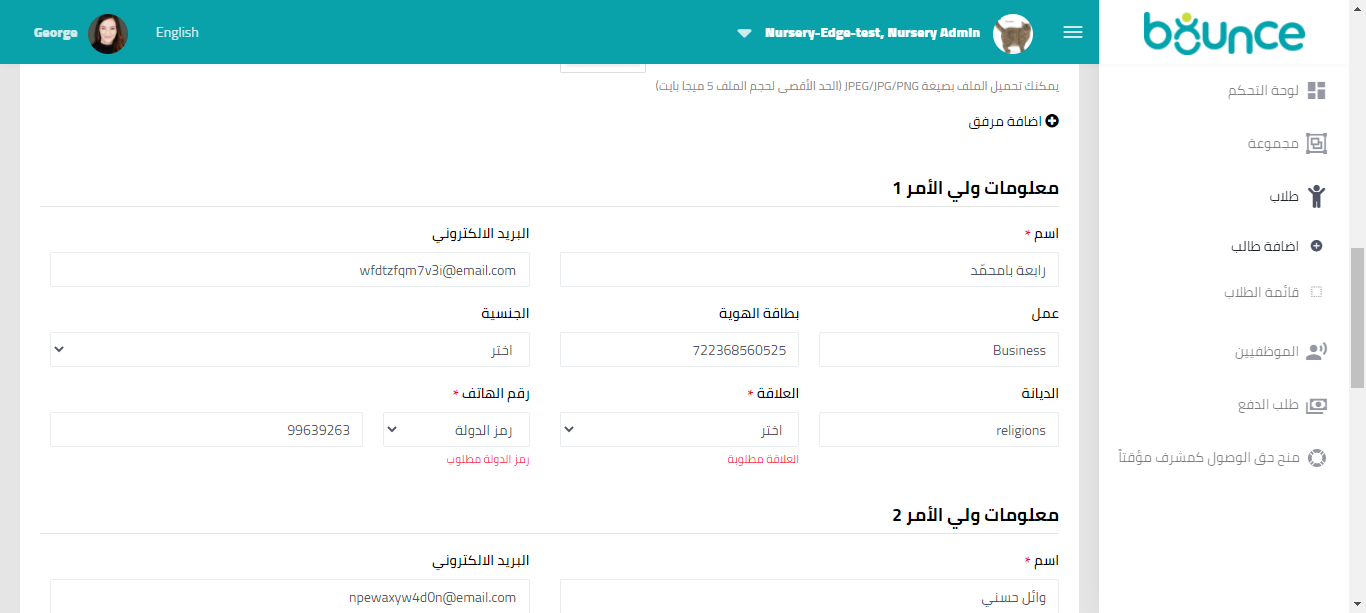 bounce
Nursery-Edge-test, Nursery Admin
English
George
لوحة التحكم
مجموعة
طلاب
اضافة طالب
قائمة الطلاب
الموظفيين
طلب الدفع
منح حق الوصول كمشرف مؤقتاً
يمكنك تحميل الملف بصيغة JPEG/JPG/PNG (الحد الأقصى لحجم الملف 5 ميجا بايت)
اضافة مرفق
معلومات ولي الأمر 1
اسم * البريد الالكتروني
رابعة بامحمّد wfdtzfqm7v3i@email.com
عمل بطاقة الهوية الجنسية
Business 722368560525 اختر
الديانة العلاقة * رقم الهاتف *
religions اختر رمز الدولة 99639263
العلاقة مطلوبة رمز الدولة مطلوب
معلومات ولي الأمر 2
اسم * البريد الالكتروني
وائل حسني npewaxyw4d0n@email.com